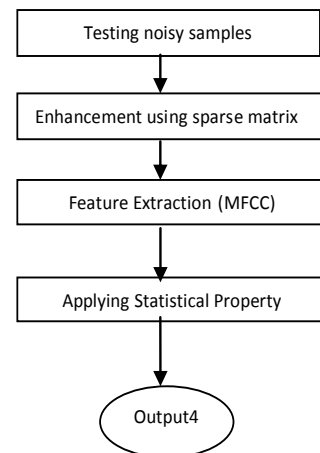 Testing noisy samples
Enhancement using sparse matrix
Feature Extraction (MFCC)
Applying Statistical Property
Output4